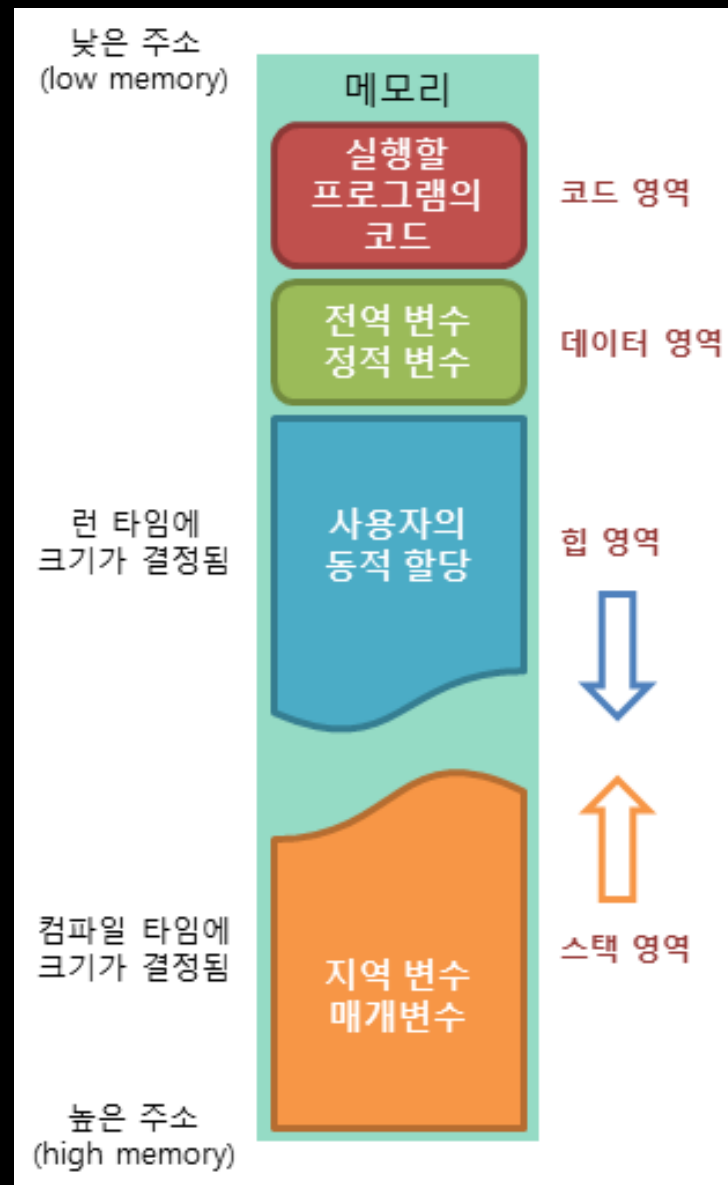 낮은 주소
(low memory)
메모리
실행할
프로그램의
코드
코드 영역
전역 변수
정적 변수
데이터 영역
런 타임에
크기가 결정됨
사용자의
동적 할당
힙 영역
컴파일 타임에
크기가 결정됨
지역 변수
매개변수
스택 영역
높은 주소
(high memory)